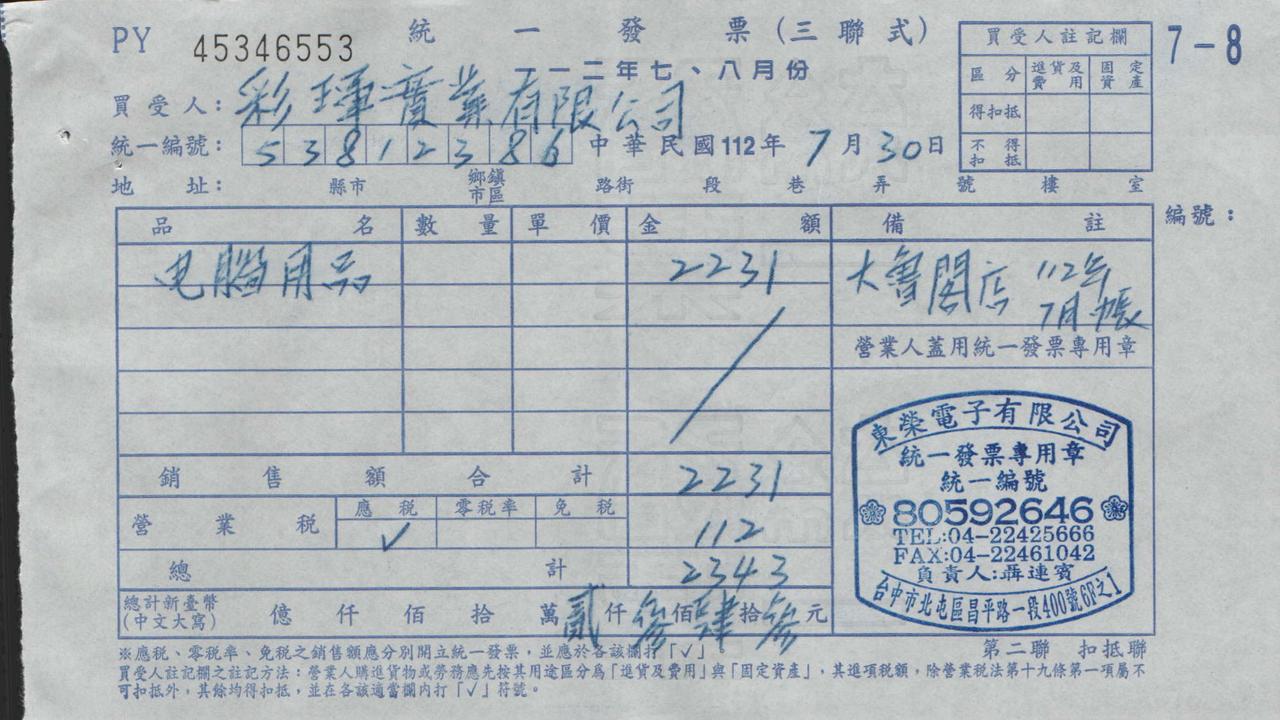 統一發票(三聯式)
PY 45346553
一一二年七、八月份
7-8
買受人註記欄
區分 進貨及費用 固定資產
得扣抵
不得扣抵
買受人:彩瑋實業有限公司
統一編號:53812386 中華民國112年7月30日
地址: 縣市 鄉鎮市區 路街 段 巷 弄 號 樓 室
編號:
品名 數量 單價 金額 備註
电腦用品 2231 大魯閣店 112年
7月帳
營業人蓋用統一發票專用章
東榮電子有限公司
統一發票專用章
統一編號
80592646
TEL:04-22425666
FAX:04-22461042
負責人:聶連賓
台中市北屯區昌平路一段400號6F之1
銷售額合計 2231
營業稅 應稅 零稅率 免稅
✓ 112
總計 2343
總計新臺幣(中文大寫) 億 仟 佰 拾 萬 貳仟參佰肆拾參元
※應稅、零稅率、免稅之銷售額應分別開立統一發票,並應於各該欄打「✓」
第二聯 扣抵聯
買受人註記欄之註記方法:營業人購進貨物或勞務應先按其用途區分為「進貨及費用」與「固定資產」,其進項稅額,除營業稅法第十九條第一項屬不
可扣抵外,其餘均得扣抵,並在各該適當欄內打「✓」符號。